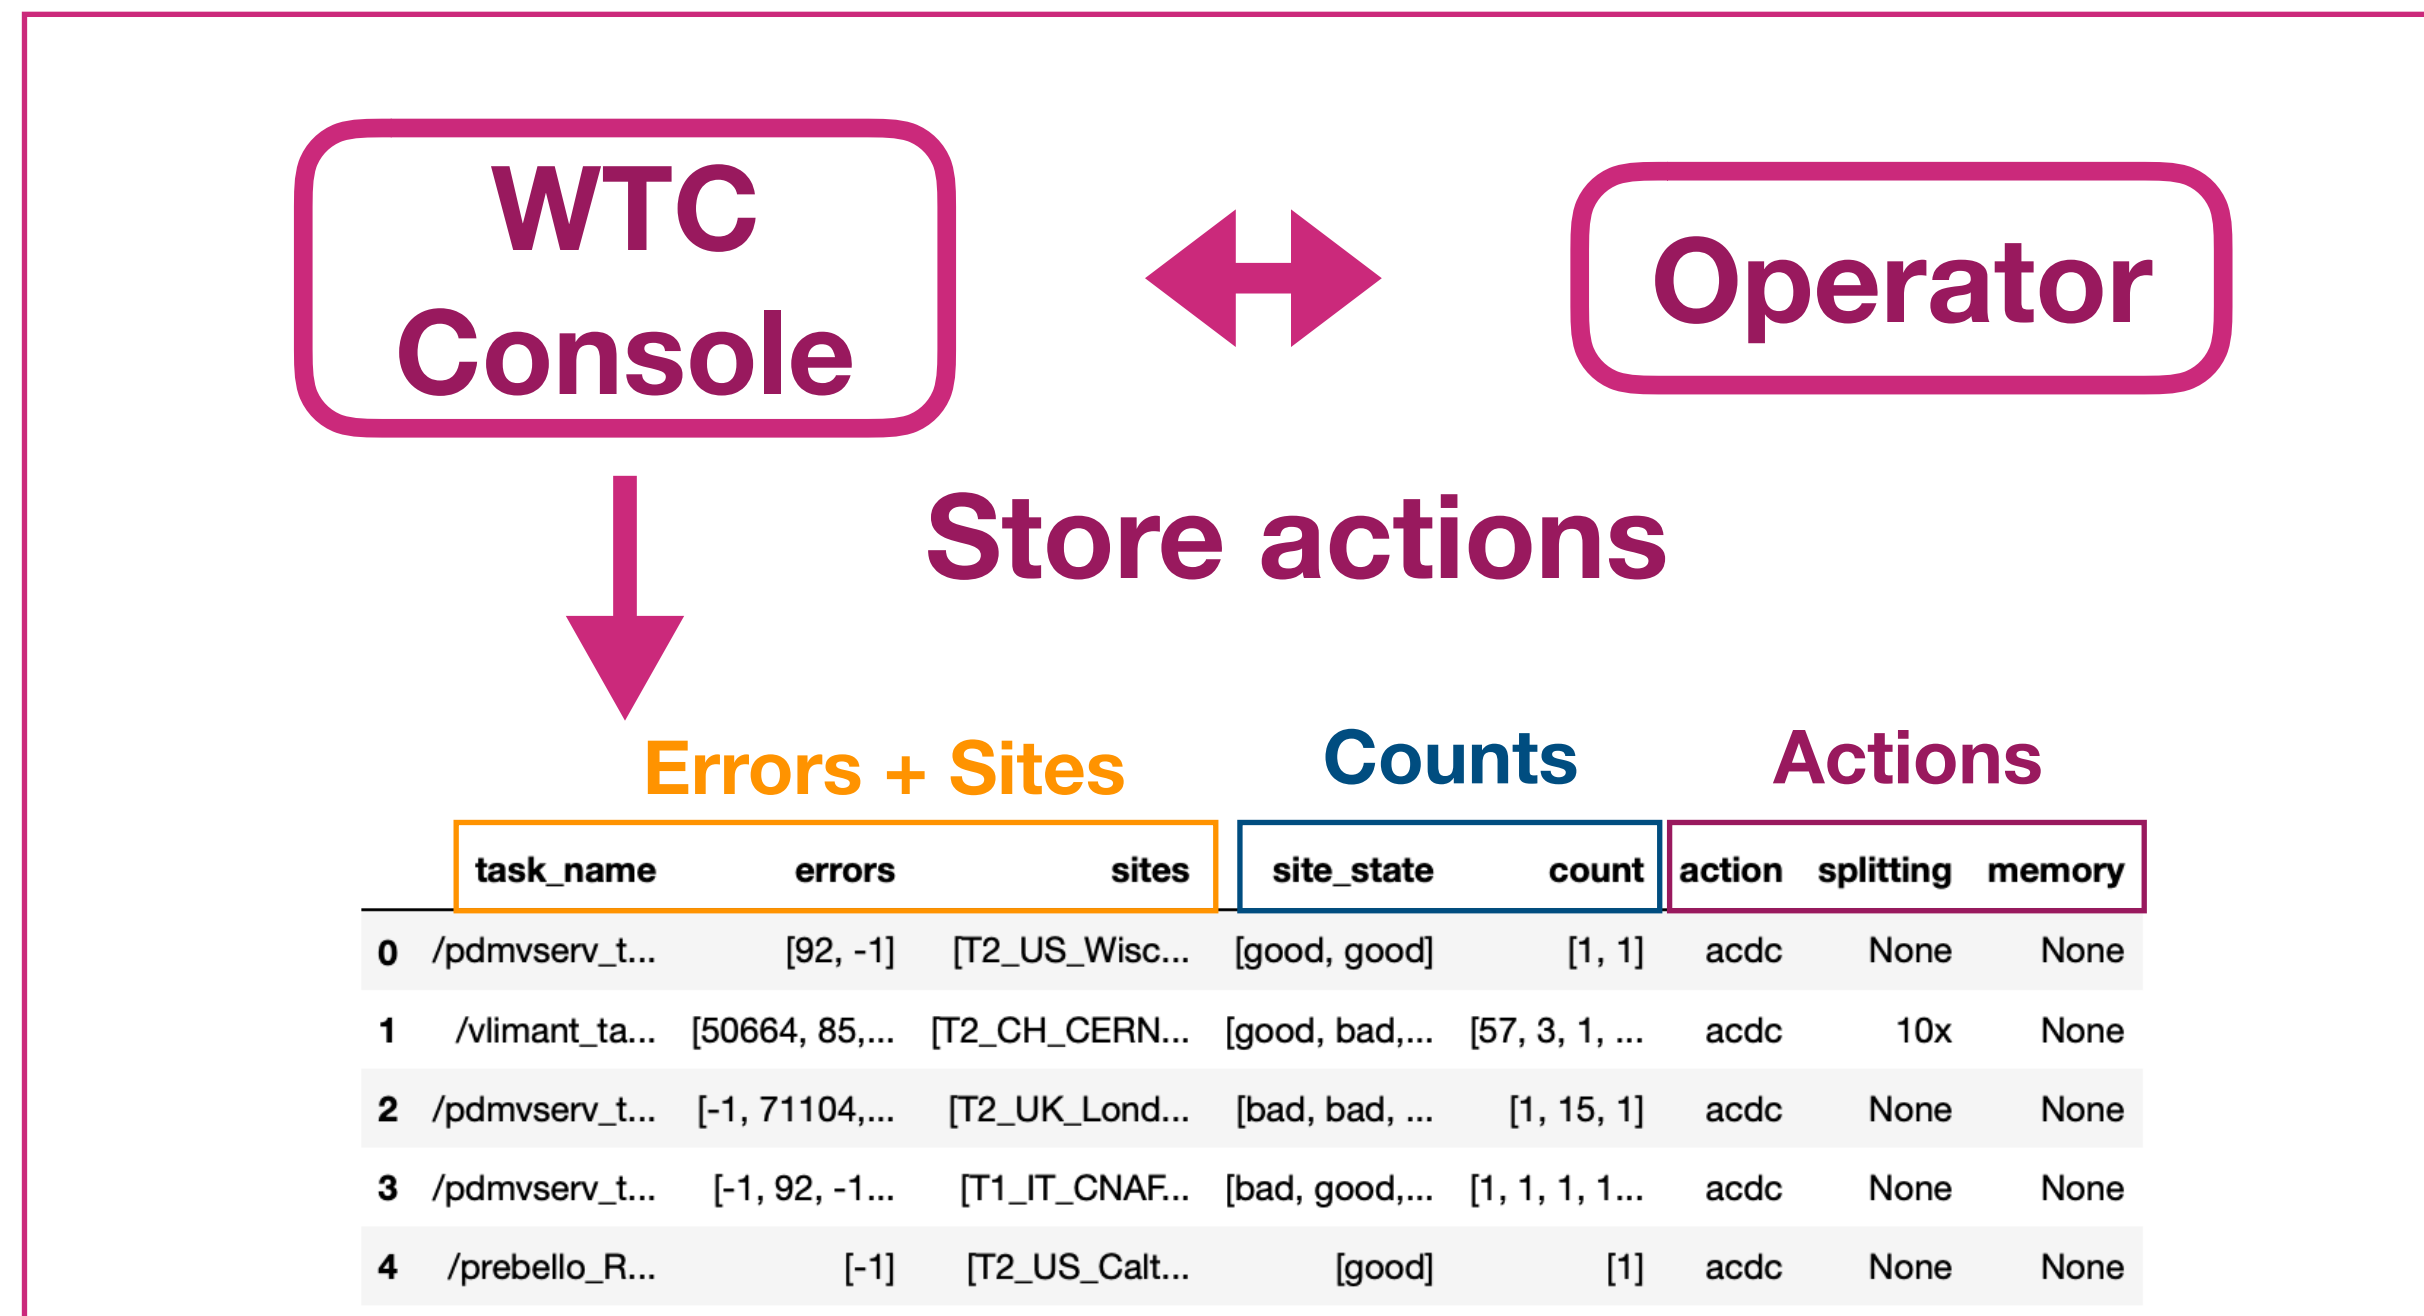 WTC
Console
Operator
Store actions
Errors + Sites Counts Actions
task_name errors sites site_state count action splitting memory
0 /pdmvserv_t... [92, -1] [T2_US_Wisc... [good, good] [1, 1] acdc None None
1 /vlimant_ta... [50664, 85,... [T2_CH_CERN... [good, bad,... [57, 3, 1, ... acdc 10x None
2 /pdmvserv_t... [-1, 71104,... [T2_UK_Lond... [bad, bad, ... [1, 15, 1] acdc None None
3 /pdmvserv_t... [-1, 92, -1... [T1_IT_CNAF... [bad, good,... [1, 1, 1, 1... acdc None None
4 /prebello_R... [-1] [T2_US_Calt... [good] [1] acdc None None